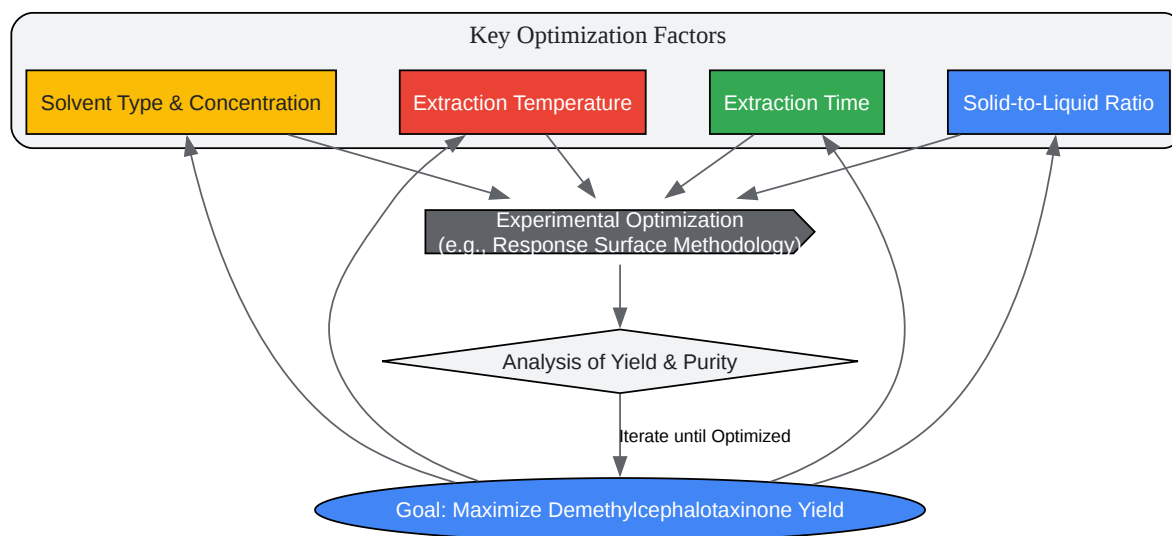 Key Optimization Factors
Solvent Type & Concentration
Extraction Temperature
Extraction Time
Solid-to-Liquid Ratio
Experimental Optimization
(e.g., Response Surface Methodology)
Analysis of Yield & Purity
Iterate until Optimized
Goal: Maximize Demethylcephalotaxinone Yield